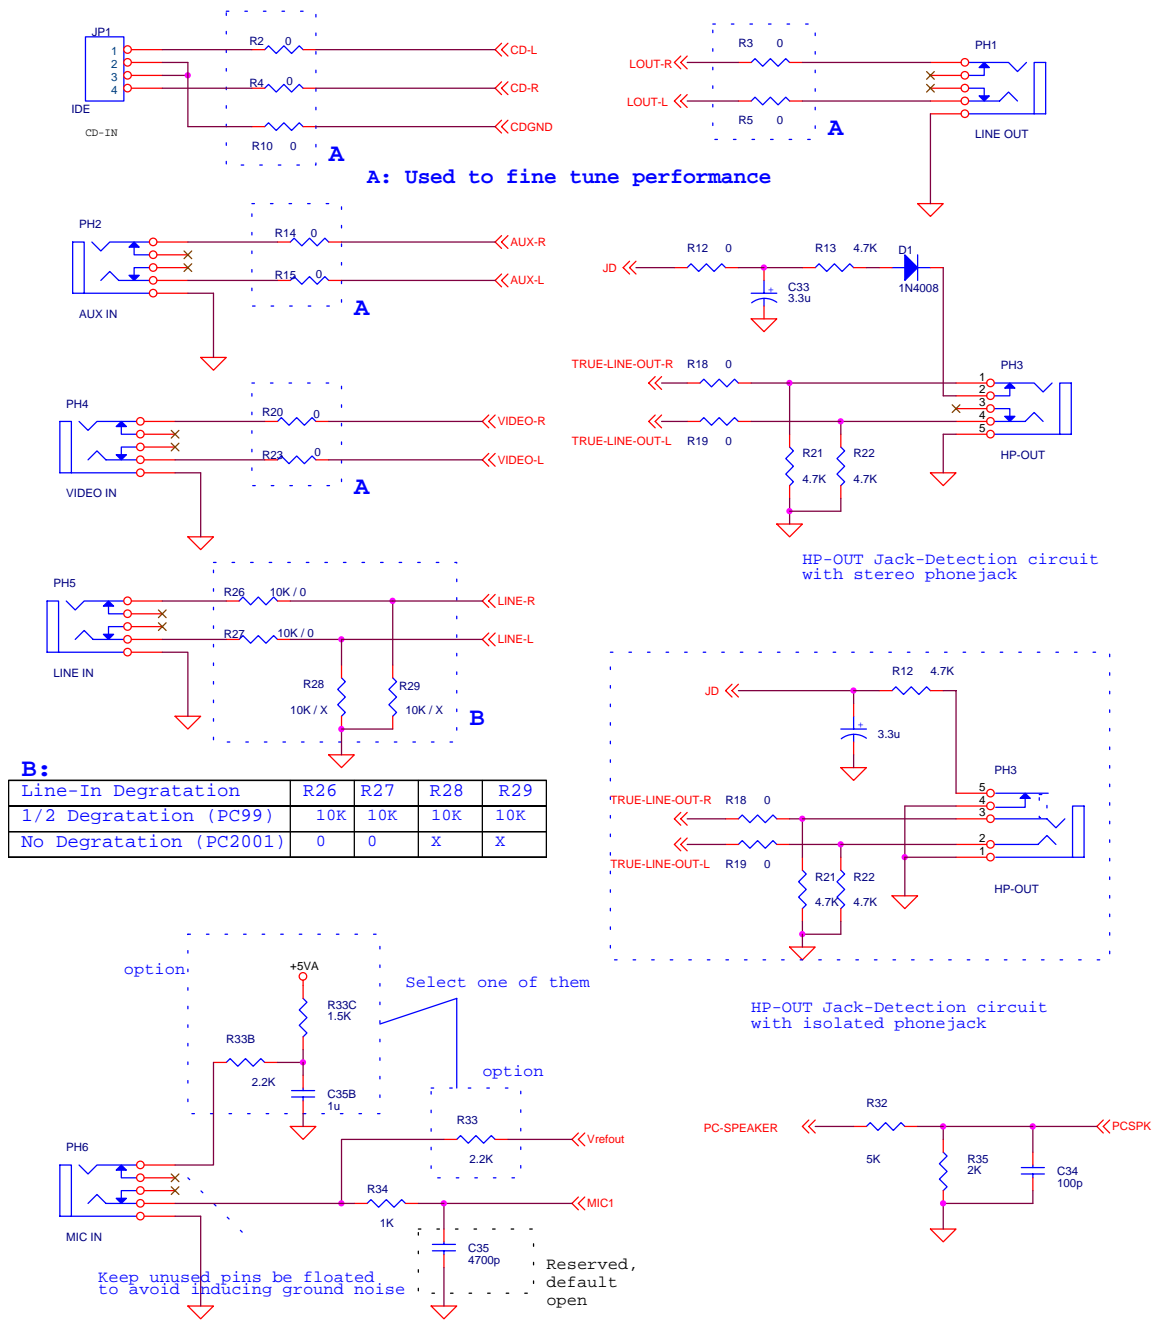 JP1
1
2
3
4
IDE
CD-IN
R2 0
R4 0
R10 0
CD-L
CD-R
CDGND
A
LOUT-R
LOUT-L
R3 0
R5 0
A
PH1
LINE OUT
A: Used to fine tune performance
PH2
AUX IN
R14 0
R15 0
AUX-R
AUX-L
A
JD
R12 0
R13 4.7K
D1
1N4008
C33
3.3u
+
TRUE-LINE-OUT-R
R18 0
TRUE-LINE-OUT-L
R19 0
R21
4.7K
R22
4.7K
PH3
1
2
3
4
5
HP-OUT
HP-OUT Jack-Detection circuit
with stereo phonejack
PH4
VIDEO IN
R20 0
R23 0
VIDEO-R
VIDEO-L
A
PH5
LINE IN
R26 10K / 0
R27 10K / 0
LINE-R
LINE-L
R28
10K / X
R29
10K / X
B
B:
Line-In Degratation R26 R27 R28 R29
1/2 Degratation (PC99) 10K 10K 10K 10K
No Degratation (PC2001) 0 0 X X
JD
R12 4.7K
+
3.3u
PH3
5
4
3
2
1
TRUE-LINE-OUT-R
R18 0
TRUE-LINE-OUT-L
R19 0
R21
4.7K
R22
4.7K
HP-OUT
HP-OUT Jack-Detection circuit
with isolated phonejack
option
+5VA
R33C
1.5K
R33B
2.2K
C35B
1u
Select one of them
option
R33
2.2K
Vrefout
PH6
MIC IN
R34
1K
MIC1
C35
4700p
Reserved,
default
open
Keep unused pins be floated
to avoid inducing ground noise
PC-SPEAKER
R32
5K
PCSPK
R35
2K
C34
100p